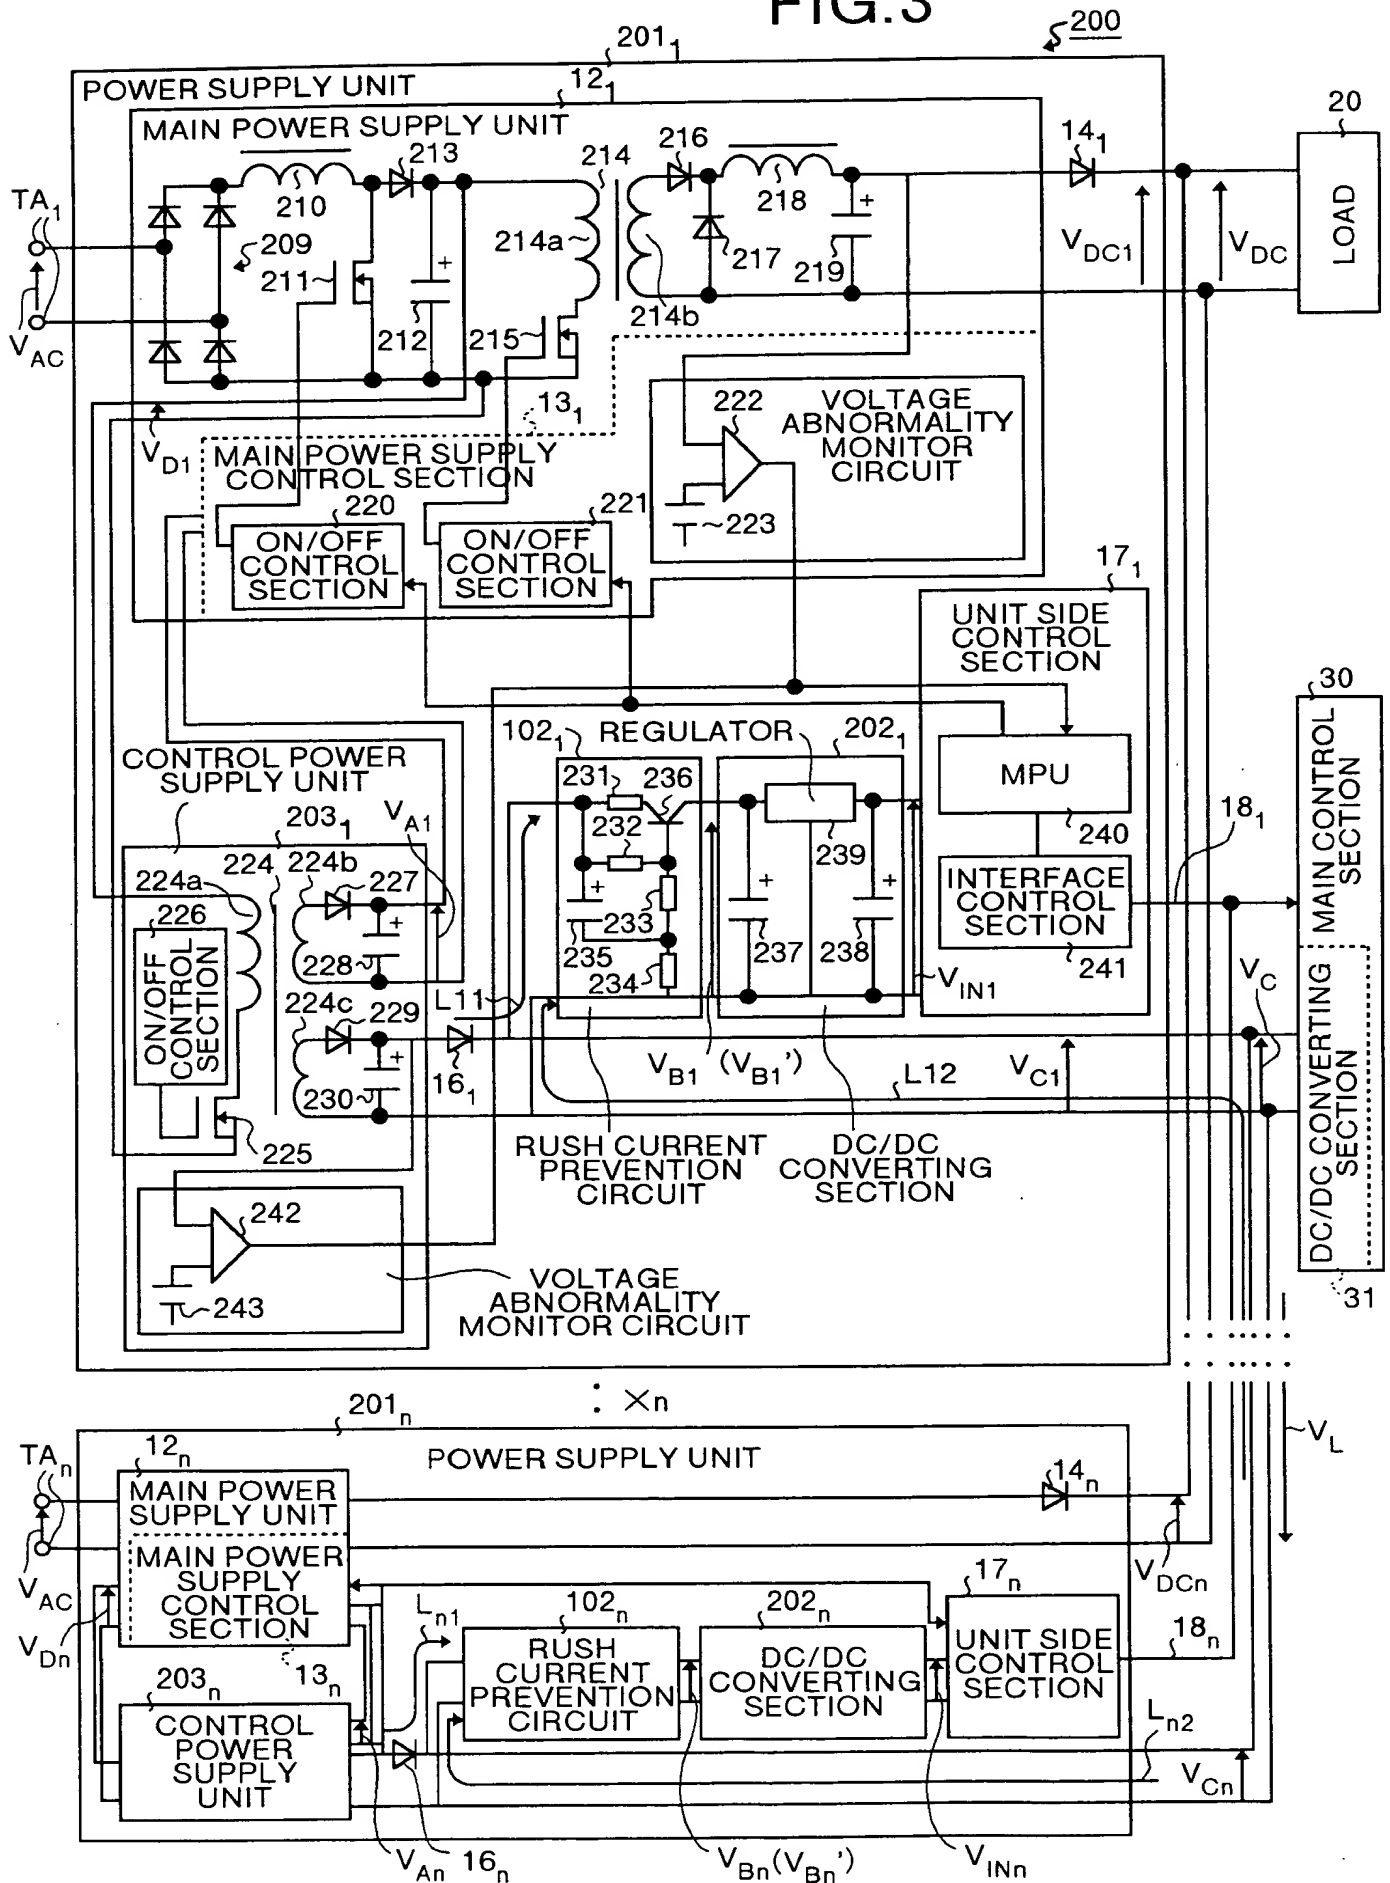 FIG.3
200
201₁
POWER SUPPLY UNIT
12₁
MAIN POWER SUPPLY UNIT
213
214
216
14₁
20
LOAD
TA₁
210
218
209
214a
217
219
V_DC1
V_DC
211
212
215
214b
V_AC
V_D1
13₁
MAIN POWER SUPPLY
CONTROL SECTION
222
VOLTAGE
ABNORMALITY
MONITOR
CIRCUIT
223
220
ON/OFF
CONTROL
SECTION
221
ON/OFF
CONTROL
SECTION
17₁
UNIT SIDE
CONTROL
SECTION
30
MAIN CONTROL
SECTION
CONTROL POWER
SUPPLY UNIT
102₁
REGULATOR
202₁
MPU
240
231
236
232
239
233
235
234
237
238
INTERFACE
CONTROL
SECTION
241
18₁
V_IN1
V_C
203₁
V_A1
224
224b
227
224a
226
ON/OFF
CONTROL
SECTION
228
L11
224c
229
230
16₁
225
V_B1 (V_B1')
V_C1
L12
DC/DC CONVERTING
SECTION
31
RUSH CURRENT
PREVENTION
CIRCUIT
DC/DC
CONVERTING
SECTION
242
243
VOLTAGE
ABNORMALITY
MONITOR CIRCUIT
: ×n
V_L
201ₙ
POWER SUPPLY UNIT
TAₙ
12ₙ
MAIN POWER
SUPPLY UNIT
14ₙ
MAIN POWER
SUPPLY
CONTROL
SECTION
V_AC
V_Dn
13ₙ
V_DCn
L_n1
102ₙ
RUSH
CURRENT
PREVENTION
CIRCUIT
202ₙ
DC/DC
CONVERTING
SECTION
17ₙ
UNIT SIDE
CONTROL
SECTION
18ₙ
203ₙ
CONTROL
POWER
SUPPLY
UNIT
L_n2
V_Cn
V_An
16ₙ
V_Bn(V_Bn')
V_INn